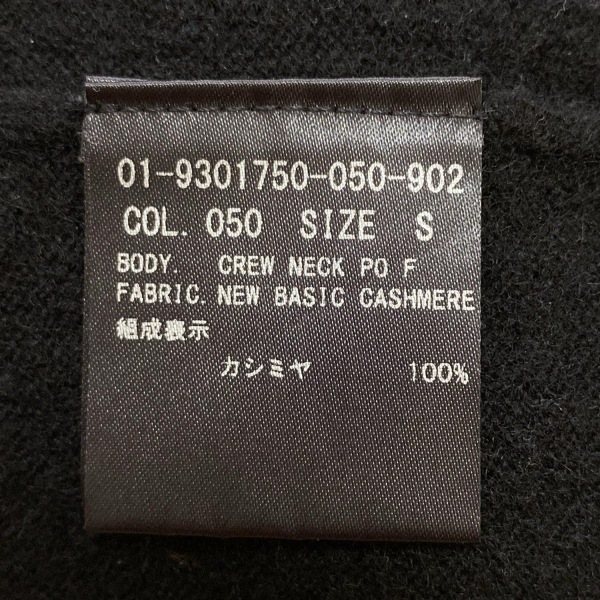 01-9301750-050-902
COL. 050 SIZE S
BODY. CREW NECK PO F
FABRIC. NEW BASIC CASHMERE
組成表示
カシミヤ 100%